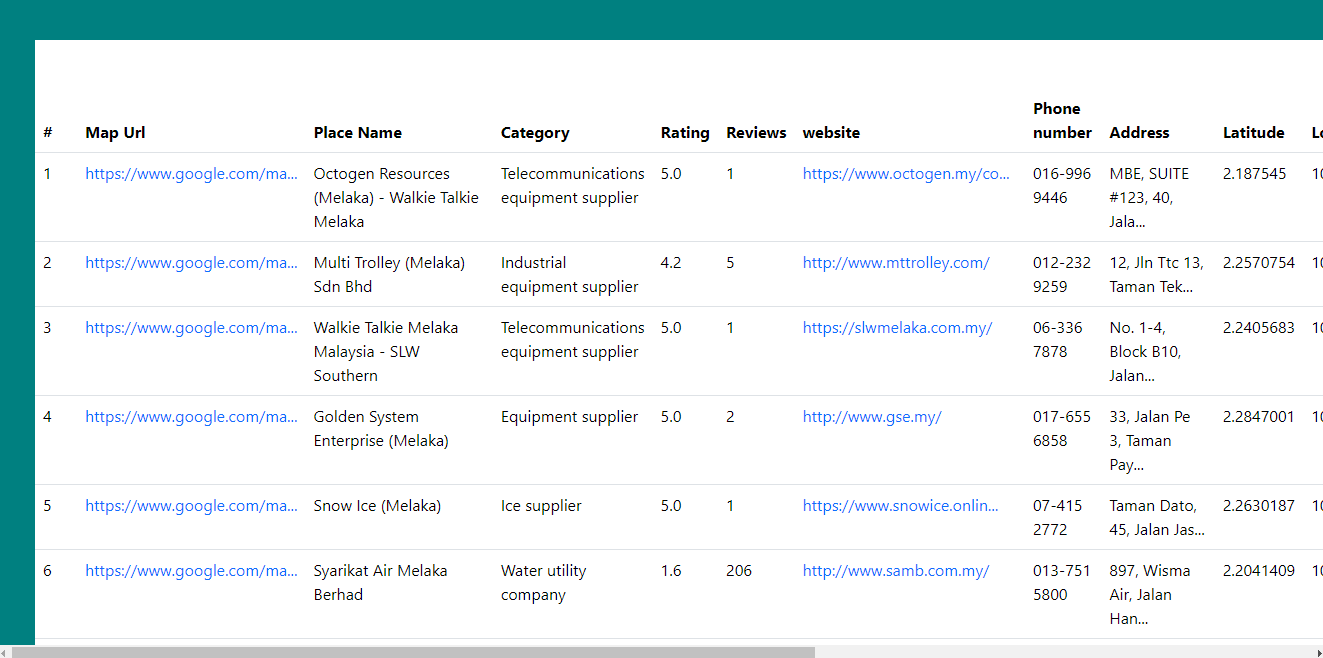 # Map Url Place Name Category Rating Reviews website Phone number Address Latitude Lo
1 https://www.google.com/ma... Octogen Resources Telecommunications 5.0 1 https://www.octogen.my/co... 016-996 MBE, SUITE 2.187545 10
(Melaka) - Walkie Talkie equipment supplier 9446 #123, 40,
Melaka Jala...
2 https://www.google.com/ma... Multi Trolley (Melaka) Industrial 4.2 5 http://www.mttrolley.com/ 012-232 12, Jln Ttc 13, 2.2570754 10
Sdn Bhd equipment supplier 9259 Taman Tek...
3 https://www.google.com/ma... Walkie Talkie Melaka Telecommunications 5.0 1 https://slwmelaka.com.my/ 06-336 No. 1-4, 2.2405683 10
Malaysia - SLW equipment supplier 7878 Block B10,
Southern Jalan...
4 https://www.google.com/ma... Golden System Equipment supplier 5.0 2 http://www.gse.my/ 017-655 33, Jalan Pe 2.2847001 10
Enterprise (Melaka) 6858 3, Taman
Pay...
5 https://www.google.com/ma... Snow Ice (Melaka) Ice supplier 5.0 1 https://www.snowice.onlin... 07-415 Taman Dato, 2.2630187 10
2772 45, Jalan Jas...
6 https://www.google.com/ma... Syarikat Air Melaka Water utility 1.6 206 http://www.samb.com.my/ 013-751 897, Wisma 2.2041409 10
Berhad company 5800 Air, Jalan
Han...